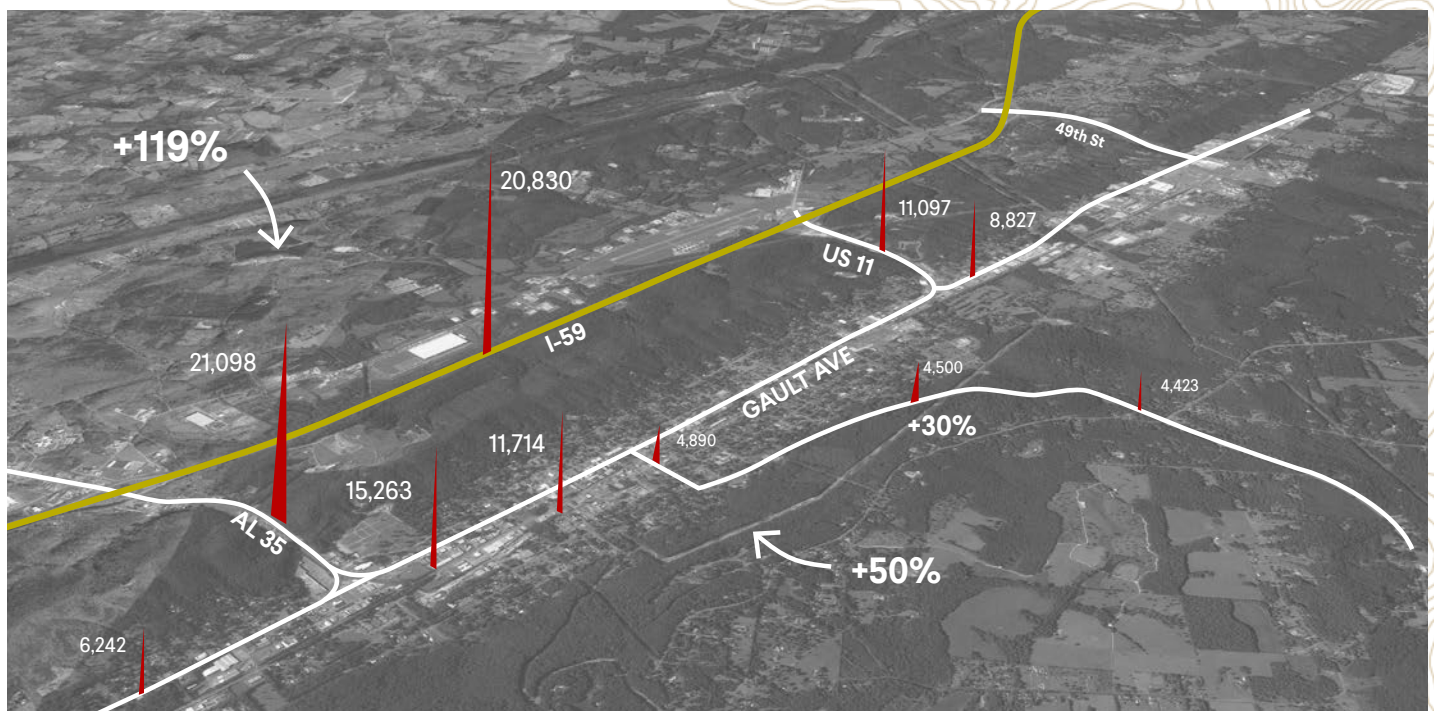 49th St
+119%
20,830
11,097
8,827
US 11
I-59
21,098
GAULT AVE
4,500
4,423
+30%
11,714
4,890
15,263
AL 35
+50%
6,242